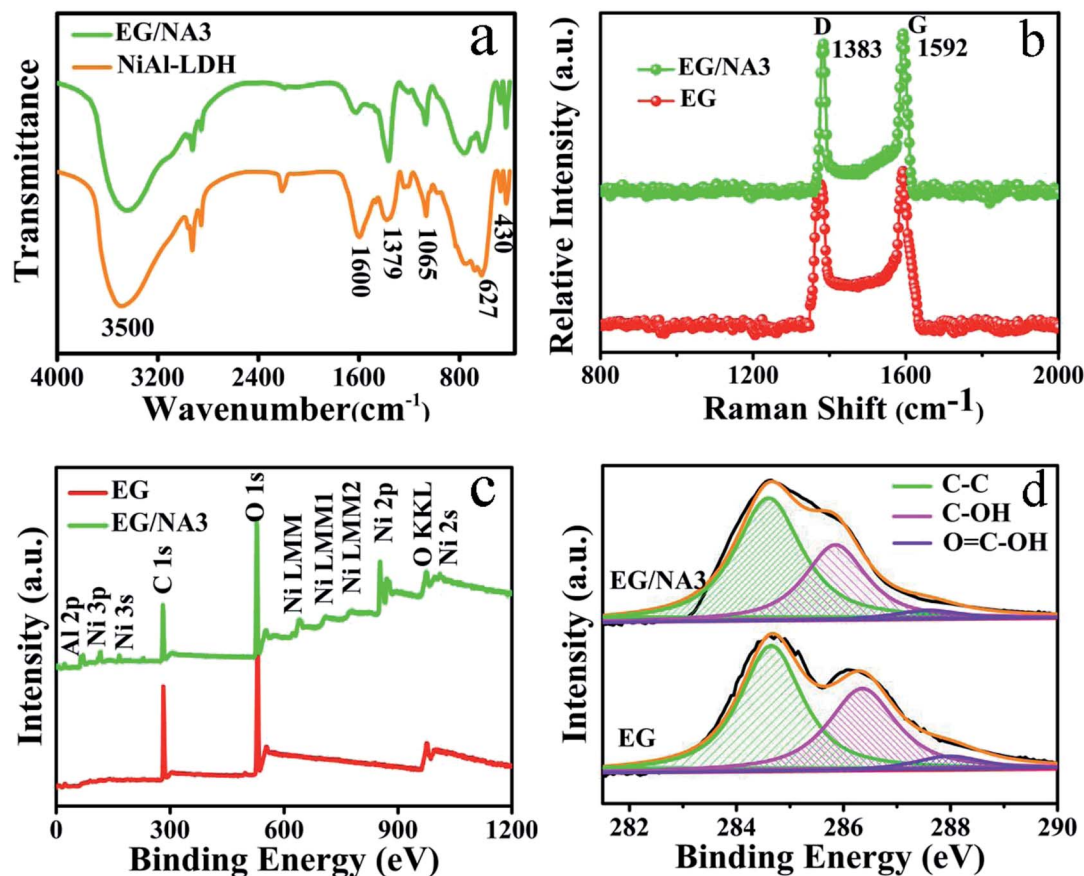 a
EG/NA3
NiAl-LDH
Transmittance
3500
1600
1379
1065
627
430
4000 3200 2400 1600 800
Wavenumber(cm-1)
b
D G
1383 1592
EG/NA3
EG
Relative Intensity (a.u.)
800 1200 1600 2000
Raman Shift (cm-1)
c
EG
EG/NA3
Intensity (a.u.)
Al 2p
Ni 3p
Ni 3s
C 1s
O 1s
Ni LMM
Ni LMM1
Ni LMM2
Ni 2p
O KKL
Ni 2s
0 300 600 900 1200
Binding Energy (eV)
d
C-C
C-OH
O=C-OH
EG/NA3
EG
Intensity (a.u.)
282 284 286 288 290
Binding Energy (eV)